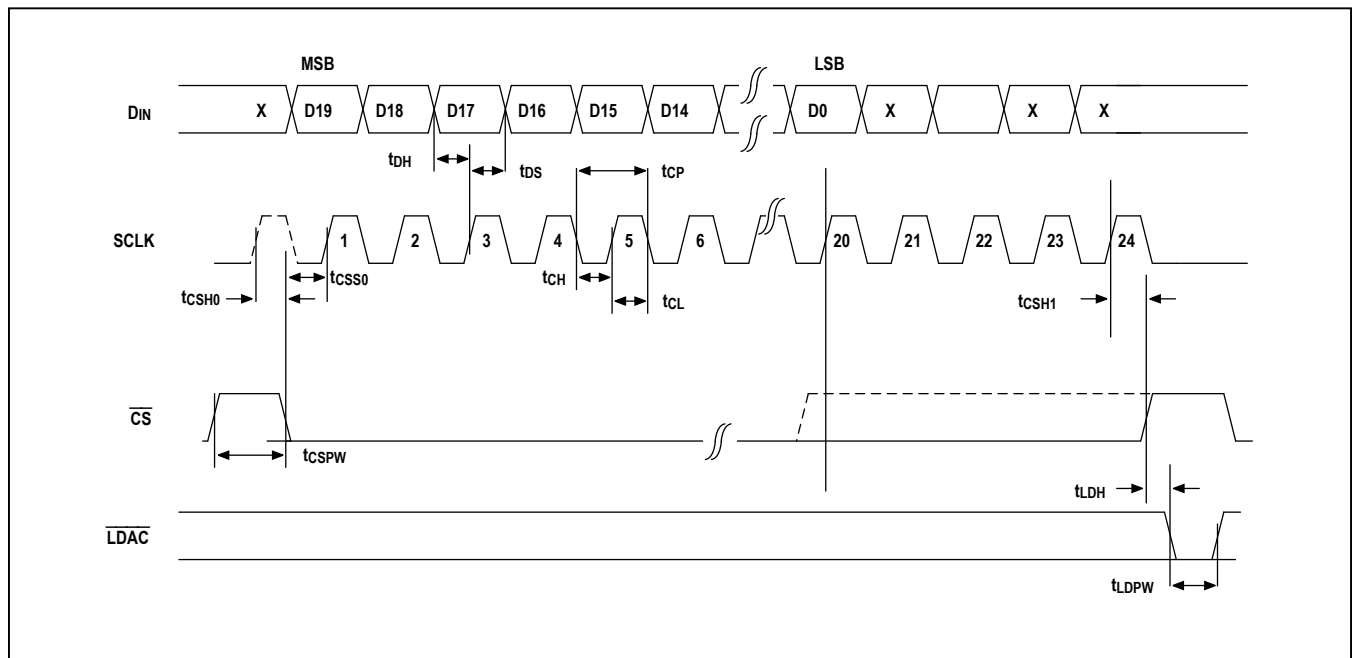 MSB LSB
DIN X D19 D18 D17 D16 D15 D14 D0 X X X
tDH tDS tCP
SCLK 1 2 3 4 5 6 20 21 22 23 24
tCSH0 tCSS0 tCH tCL tCSH1
CS
tCSPW
tLDH
LDAC
tLDPW